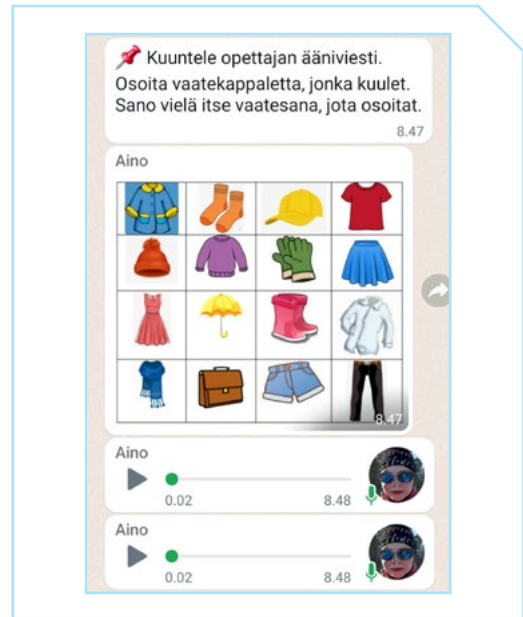 Kuuntele opettajan ääniviesti.
Osoita vaatekappaletta, jonka kuulet.
Sano vielä itse vaatesana, jota osoitat.
8.47
Aino
8.47
Aino
0.02 8.48
Aino
0.02 8.48